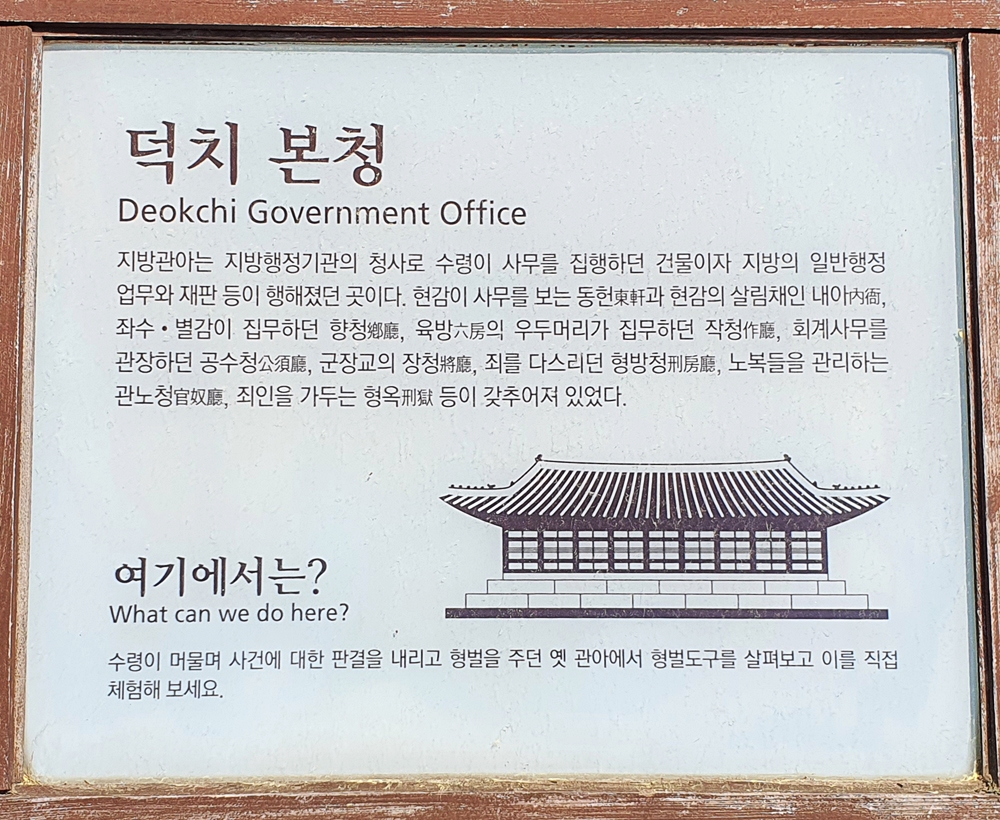 덕치 본청
Deokchi Government Office
지방관아는 지방행정기관의 청사로 수령이 사무를 집행하던 건물이자 지방의 일반행정
업무와 재판 등이 행해졌던 곳이다. 현감이 사무를 보는 동헌東軒과 현감의 살림채인 내아內衙,
좌수·별감이 집무하던 향청鄕廳, 육방六房의 우두머리가 집무하던 작청作廳, 회계사무를
관장하던 공수청公須廳, 군장교의 장청將廳, 죄를 다스리던 형방청刑房廳, 노복들을 관리하는
관노청官奴廳, 죄인을 가두는 형옥刑獄 등이 갖추어져 있었다.
여기에서는?
What can we do here?
수령이 머물며 사건에 대한 판결을 내리고 형벌을 주던 옛 관아에서 형벌도구를 살펴보고 이를 직접
체험해 보세요.